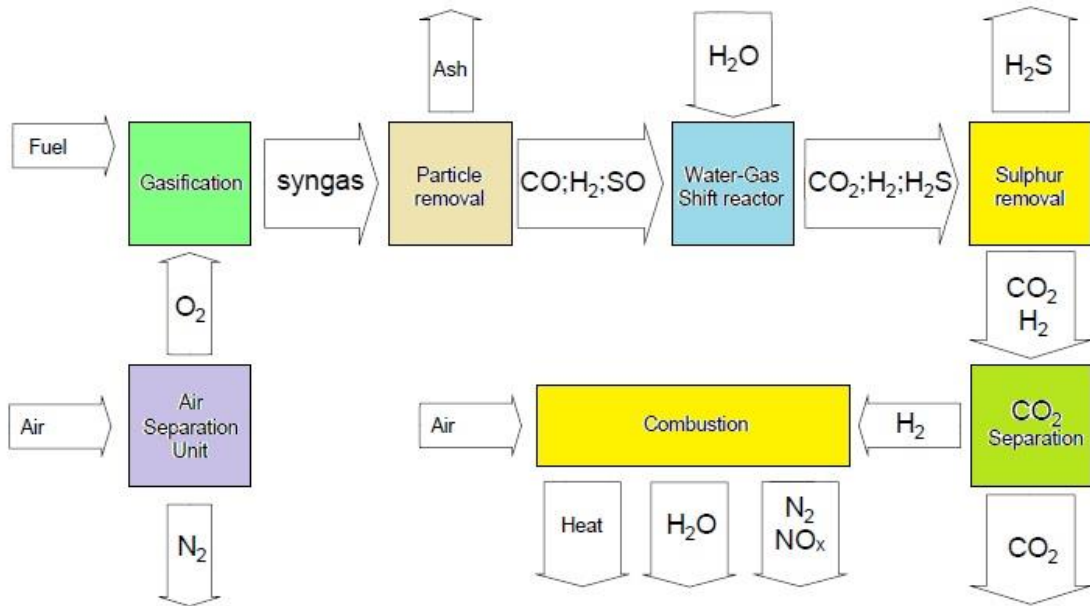 Ash
H₂O
H₂S
Fuel
Gasification
syngas
Particle
removal
CO;H₂;SO
Water-Gas
Shift reactor
CO₂;H₂;H₂S
Sulphur
removal
O₂
CO₂
H₂
Air
Air
Separation
Unit
Air
Combustion
H₂
CO₂
Separation
N₂
Heat
H₂O
N₂
NOₓ
CO₂